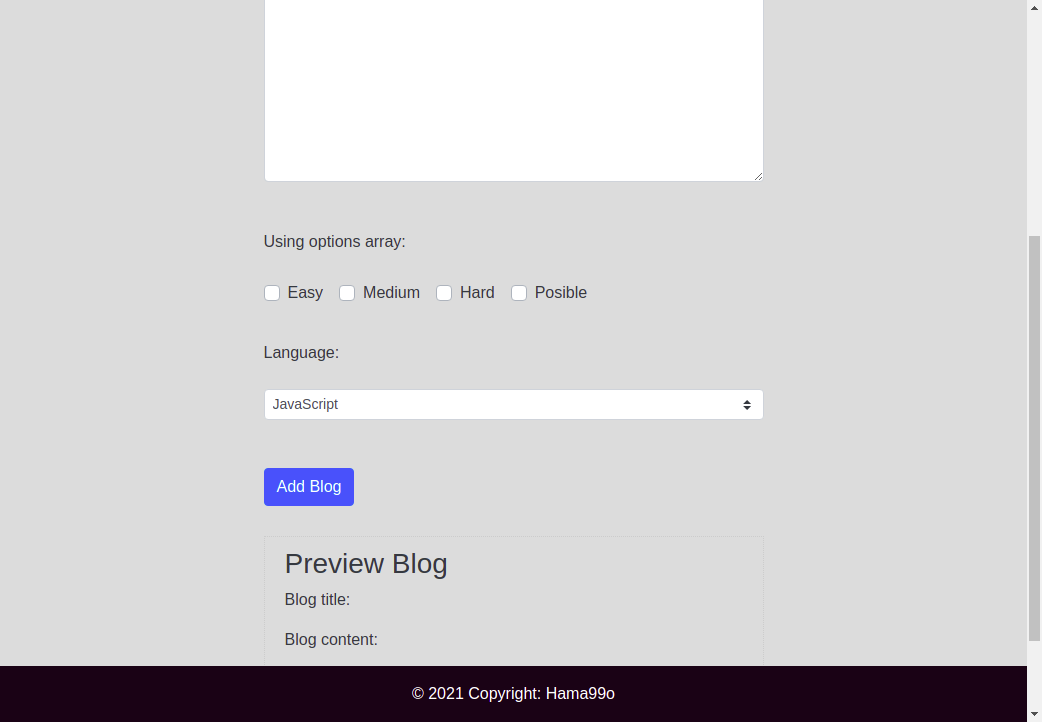 Using options array:
Easy Medium Hard Posible
Language:
JavaScript
Add Blog
Preview Blog
Blog title:
Blog content:
© 2021 Copyright: Hama99o